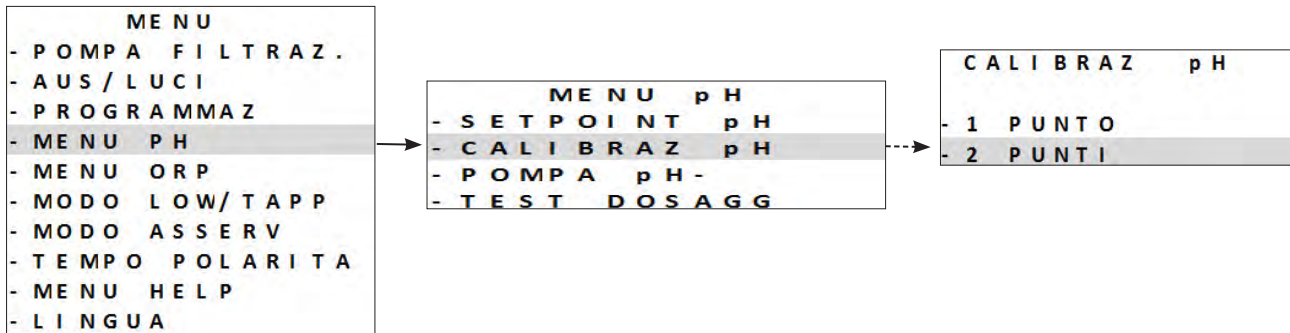 MENU
- POMPA FILTRAZ.
- AUS/LUCI
- PROGRAMMAZ
- MENU PH
- MENU ORP
- MODO LOW/TAPP
- MODO ASSERV
- TEMPO POLARITA
- MENU HELP
- LINGUA
MENU pH
- SETPOINT pH
- CALIBRAZ pH
- POMPA pH-
- TEST DOSAGG
CALIBRAZ pH
- 1 PUNTO
- 2 PUNTI